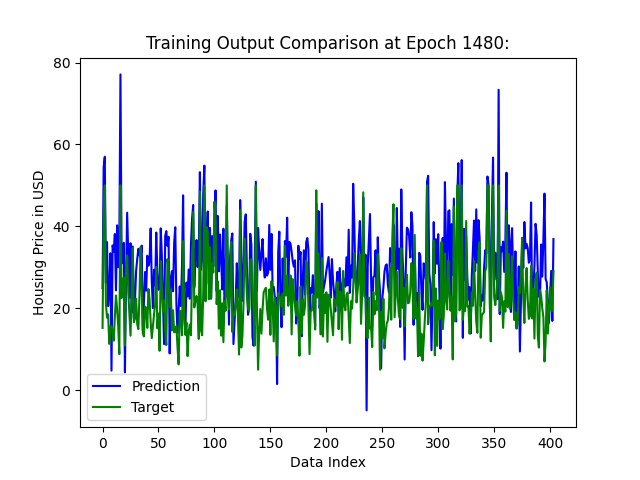 Training Output Comparison at Epoch 1480:
80
60
40
20
0
Housing Price in USD
Prediction
Target
0 50 100 150 200 250 300 350 400
Data Index